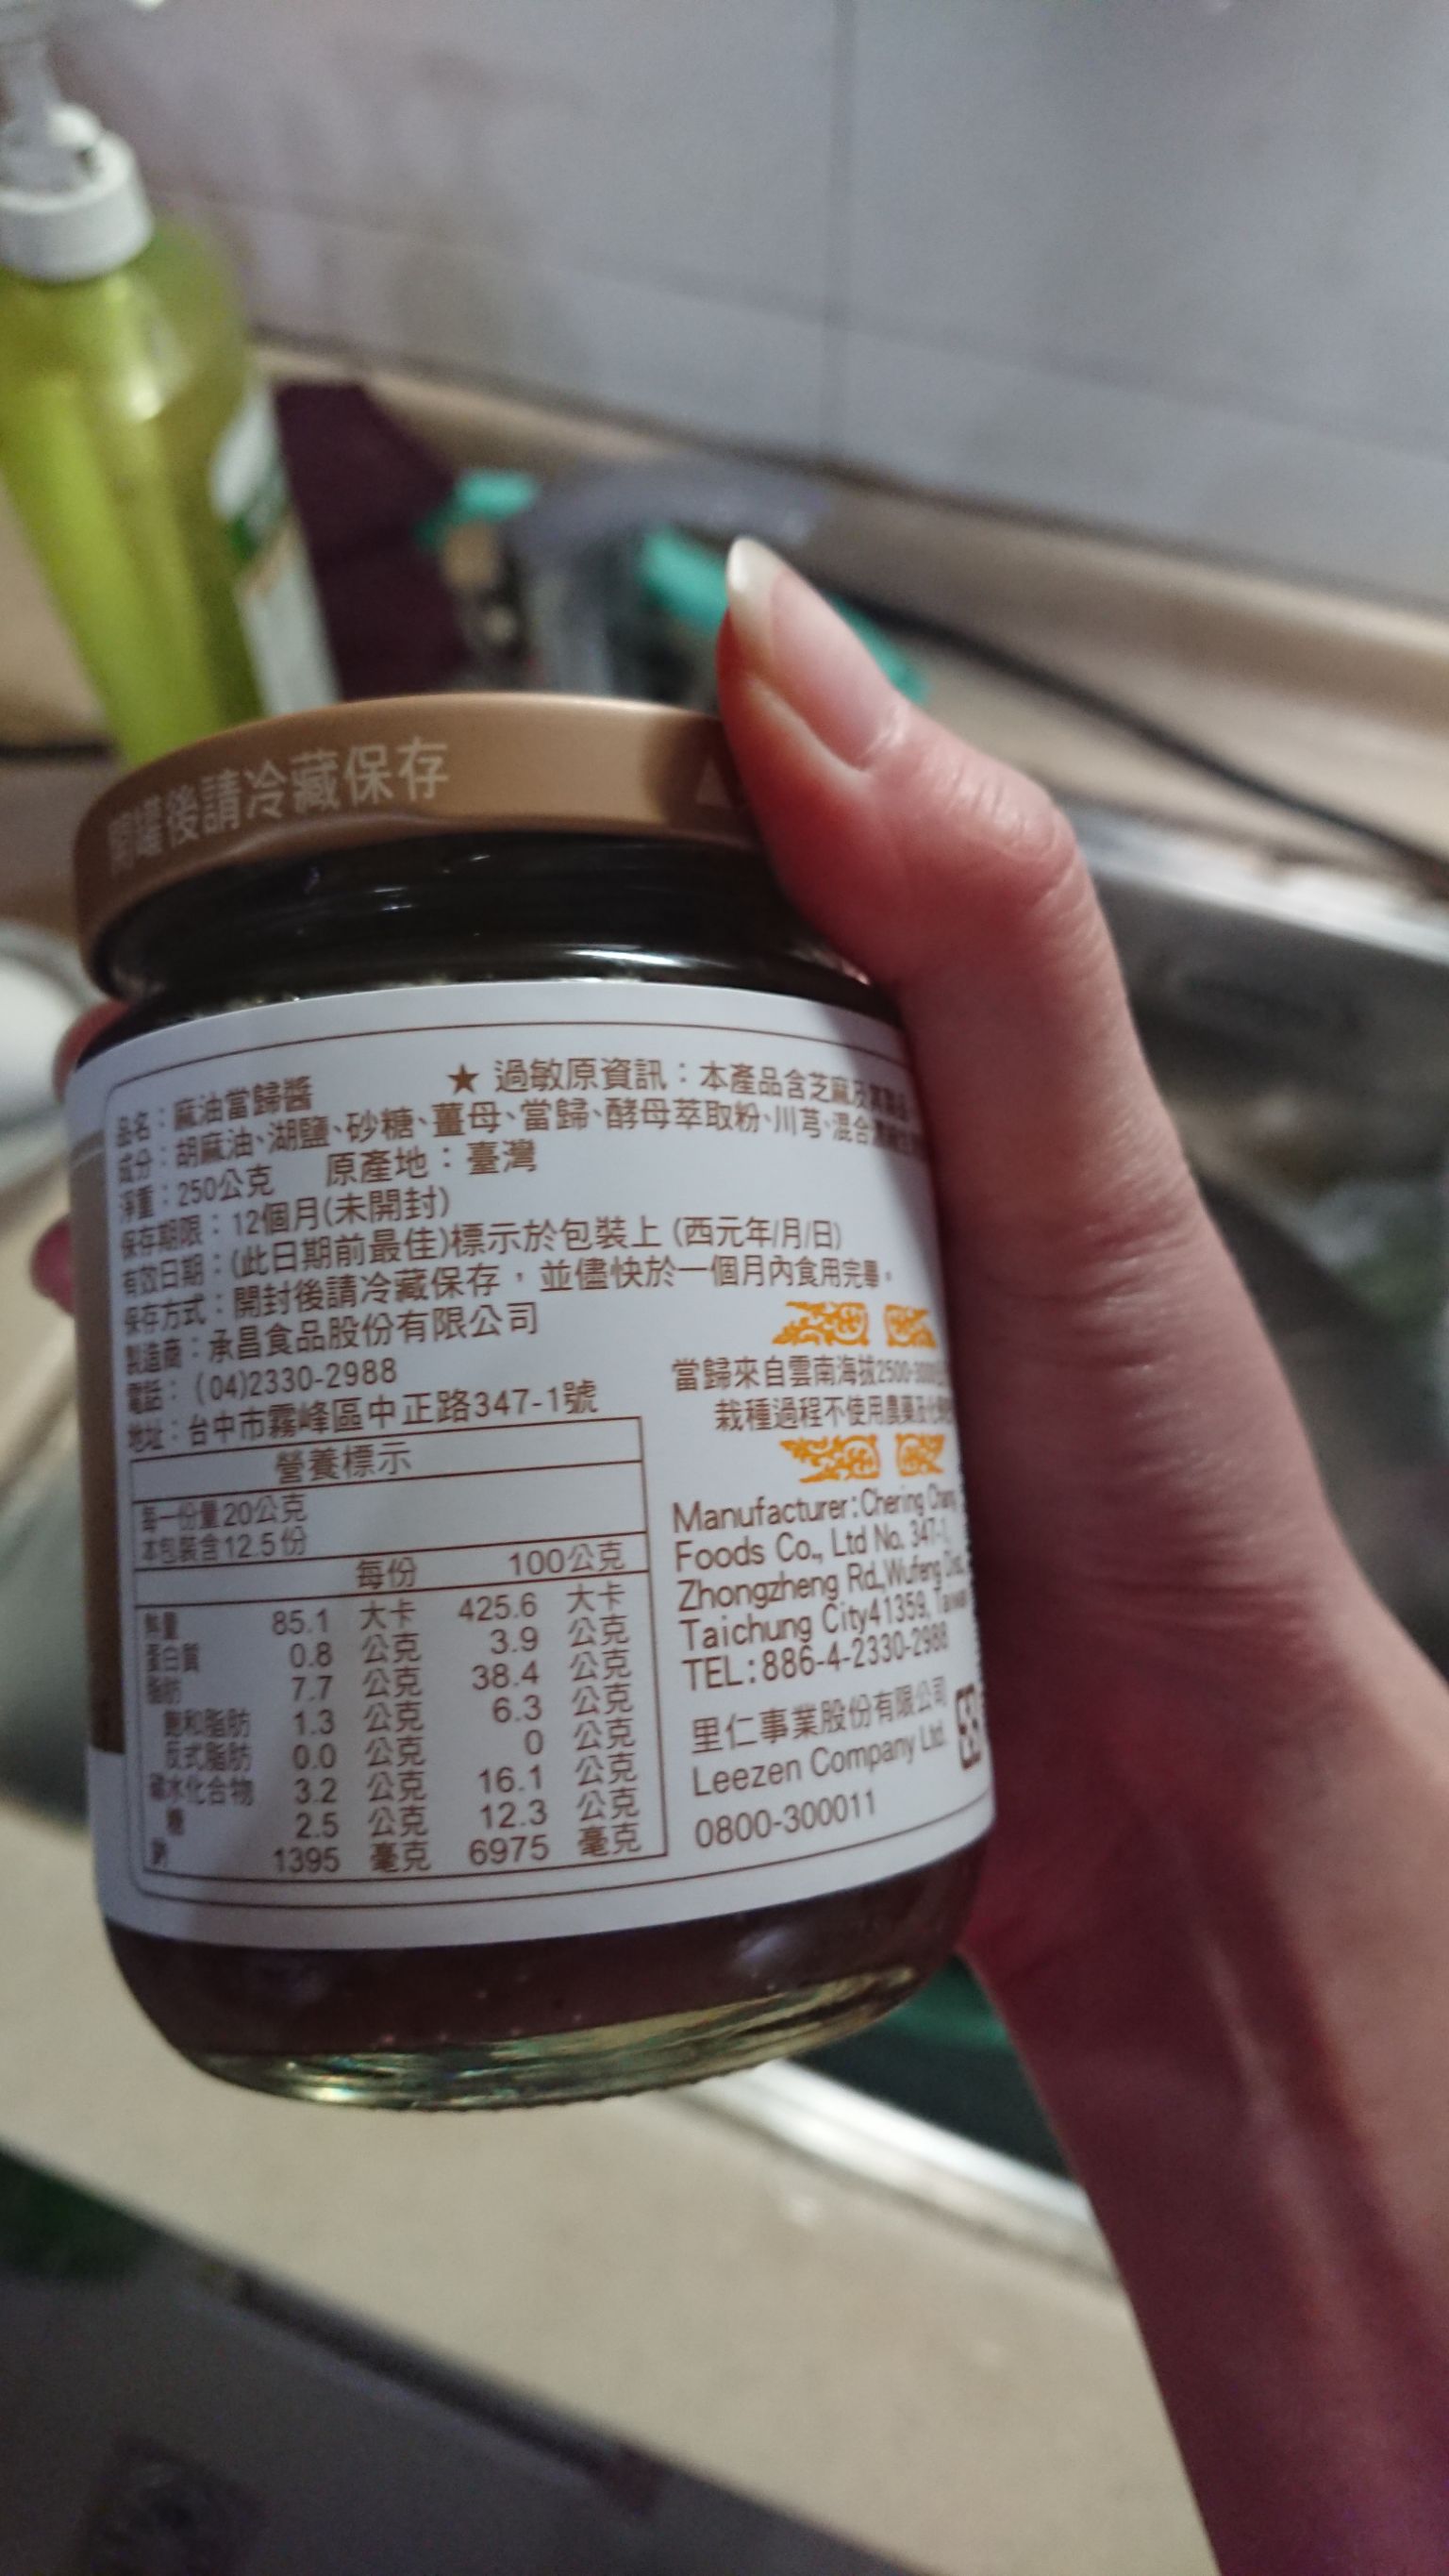 開罐後請冷藏保存
品名：麻油當歸醬
★ 過敏原資訊：本產品含芝麻及其製品
成分：胡麻油、湖鹽、砂糖、薑母、當歸、酵母萃取粉、川芎、混合
淨重：250公克 原產地：臺灣
保存期限：12個月(未開封)
有效日期：(此日期前最佳)標示於包裝上 (西元年/月/日)
保存方式：開封後請冷藏保存，並儘快於一個月內食用完畢。
製造商：承昌食品股份有限公司
電話：(04)2330-2988
地址：台中市霧峰區中正路347-1號
營養標示
每一份量20公克
本包裝含12.5份
每份 100公克
熱量 85.1 大卡 425.6 大卡
蛋白質 0.8 公克 3.9 公克
脂肪 7.7 公克 38.4 公克
飽和脂肪 1.3 公克 6.3 公克
反式脂肪 0.0 公克 0 公克
碳水化合物 3.2 公克 16.1 公克
糖 2.5 公克 12.3 公克
鈉 1395 毫克 6975 毫克
當歸來自雲南海拔2500-3000
栽種過程不使用農藥及化
Manufacturer:Chering Chang
Foods Co., Ltd No. 347-1,
Zhongzheng Rd.,Wufeng Dist.,
Taichung City41359, Taiwan
TEL:886-4-2330-2988
里仁事業股份有限公司
Leezen Company Ltd.
0800-300011